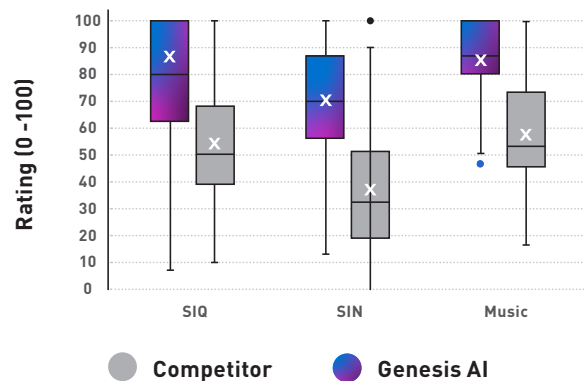 Rating (0 -100)
100
90
80
70
60
50
40
30
20
10
0
X
X
X
X
X
X
SIQ SIN Music
Competitor Genesis AI